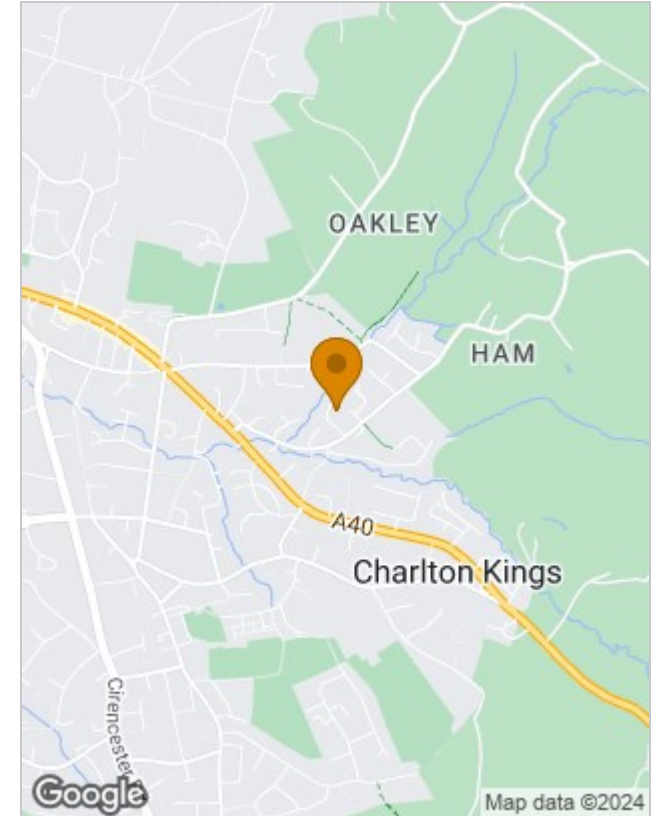 OAKLEY
HAM
A40
Charlton Kings
Cirencester
Google
Map data ©2024